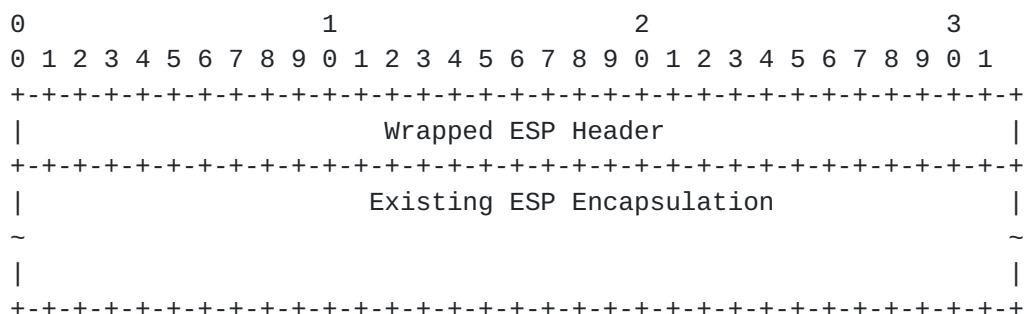 0                   1                   2                   3
0 1 2 3 4 5 6 7 8 9 0 1 2 3 4 5 6 7 8 9 0 1 2 3 4 5 6 7 8 9 0 1
+-+-+-+-+-+-+-+-+-+-+-+-+-+-+-+-+-+-+-+-+-+-+-+-+-+-+-+-+-+-+-+-+
|                       Wrapped ESP Header                      |
+-+-+-+-+-+-+-+-+-+-+-+-+-+-+-+-+-+-+-+-+-+-+-+-+-+-+-+-+-+-+-+-+
|                      Existing ESP Encapsulation               |
~                                                               ~
|                                                               |
+-+-+-+-+-+-+-+-+-+-+-+-+-+-+-+-+-+-+-+-+-+-+-+-+-+-+-+-+-+-+-+-+